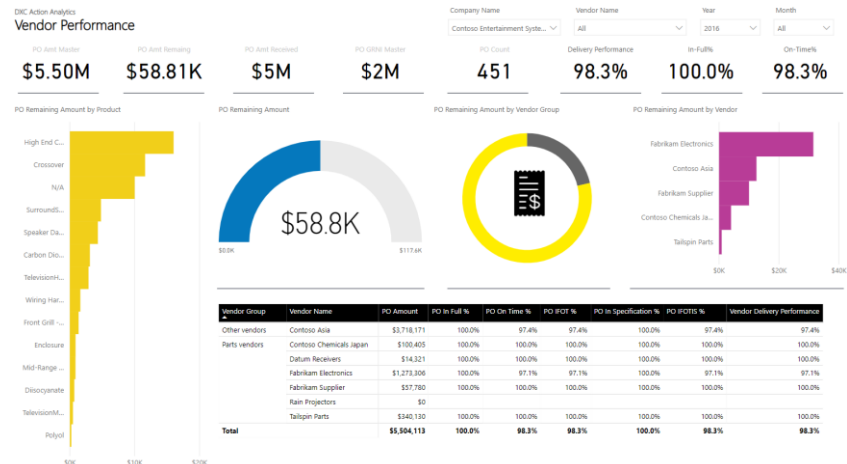 DXC Action Analytics
Vendor Performance
Company Name
Contoso Entertainment Syste...
Vendor Name
All
Year
2016
Month
All
PO Amt Master
$5.50M
PO Amt Remaing
$58.81K
PO Amt Received
$5M
PO GRNI Master
$2M
PO Count
451
Delivery Performance
98.3%
In-Full%
100.0%
On-Time%
98.3%
PO Remaining Amount by Product
High End C...
Crossover
N/A
SurroundS...
Speaker Da...
Carbon Dio...
TelevisionH...
Wiring Har...
Front Grill -...
Enclosure
Mid-Range ...
Diisocyanate
TelevisionM...
Polyol
$0K $10K $20K
PO Remaining Amount
$58.8K
$0.0K $117.6K
PO Remaining Amount by Vendor Group
PO Remaining Amount by Vendor
Fabrikam Electronics
Contoso Asia
Fabrikam Supplier
Contoso Chemicals Ja...
Tailspin Parts
$0K $20K $40K
Vendor Group Vendor Name PO Amount PO In Full % PO On Time % PO IFOT % PO In Specification % PO IFOTIS % Vendor Delivery Performance
Other vendors Contoso Asia $3,718,171 100.0% 97.4% 97.4% 100.0% 97.4% 97.4%
Parts vendors Contoso Chemicals Japan $100,405 100.0% 100.0% 100.0% 100.0% 100.0% 100.0%
Datum Receivers $14,321 100.0% 100.0% 100.0% 100.0% 100.0% 100.0%
Fabrikam Electronics $1,273,306 100.0% 97.1% 97.1% 100.0% 97.1% 97.1%
Fabrikam Supplier $57,780 100.0% 100.0% 100.0% 100.0% 100.0% 100.0%
Rain Projectors $0
Tailspin Parts $340,130 100.0% 100.0% 100.0% 100.0% 100.0% 100.0%
Total $5,504,113 100.0% 98.3% 98.3% 100.0% 98.3% 98.3%